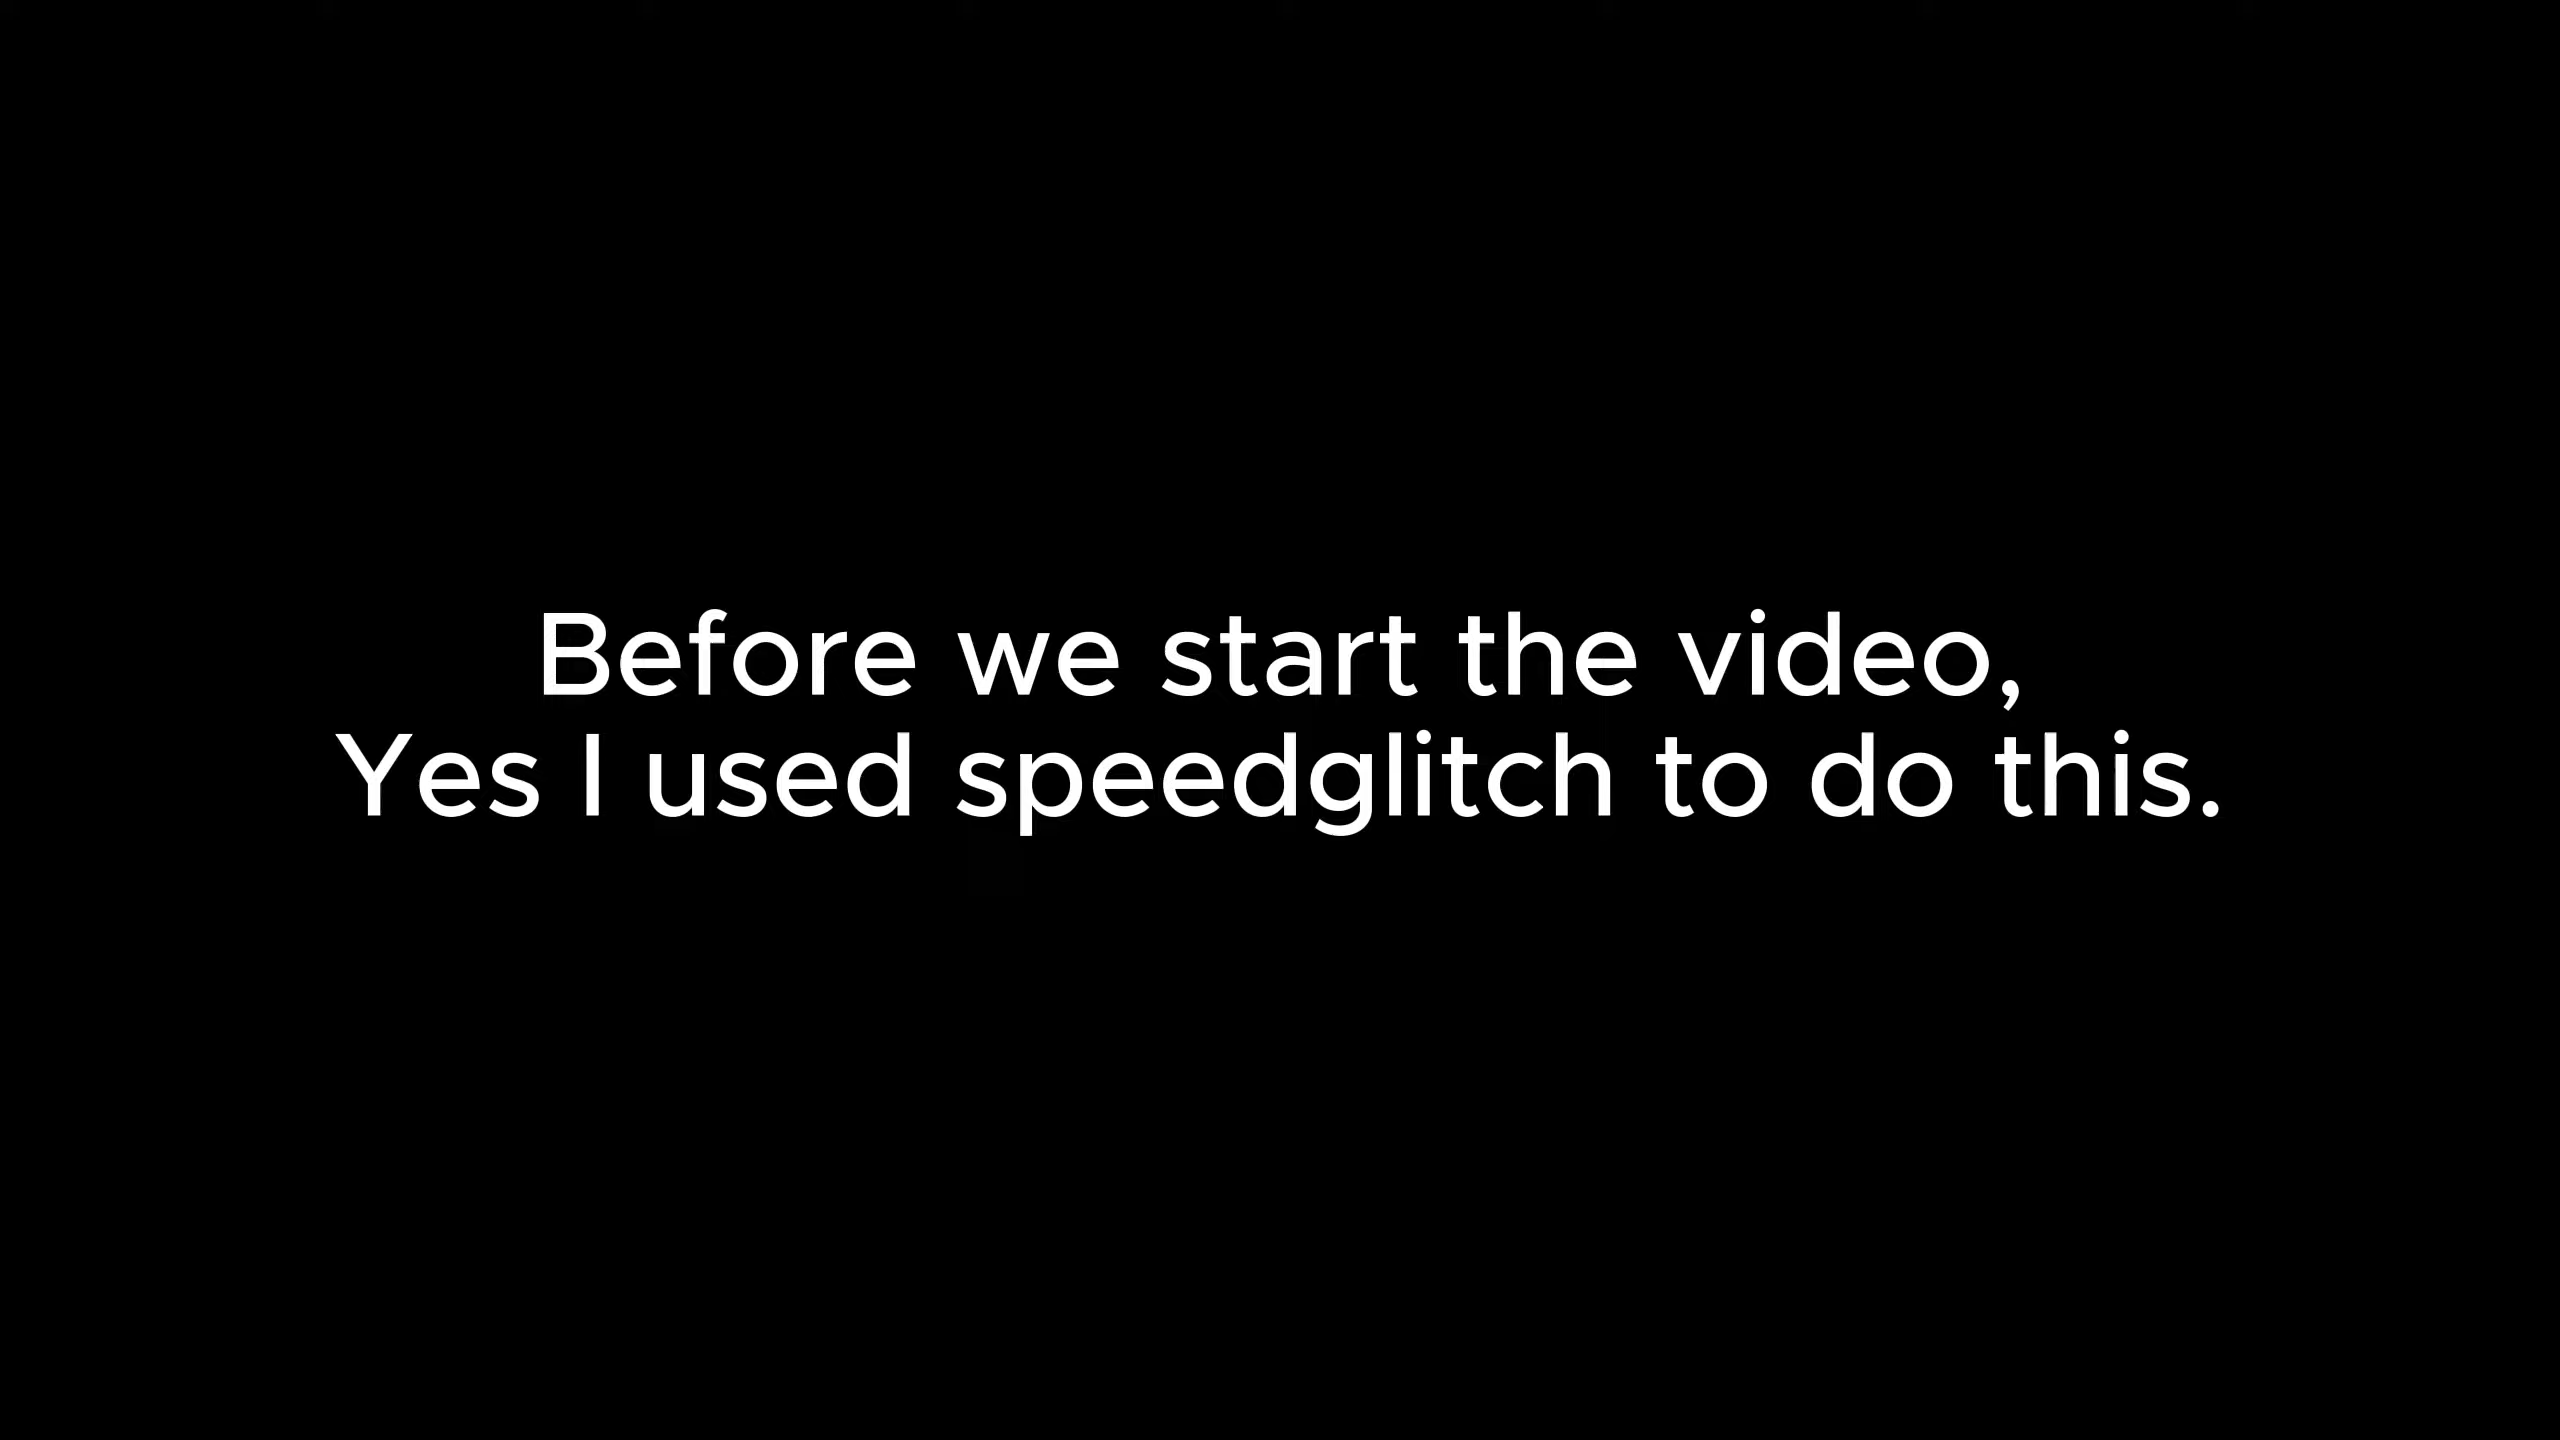 Before we start the video,
Yes I used speedglitch to do this.